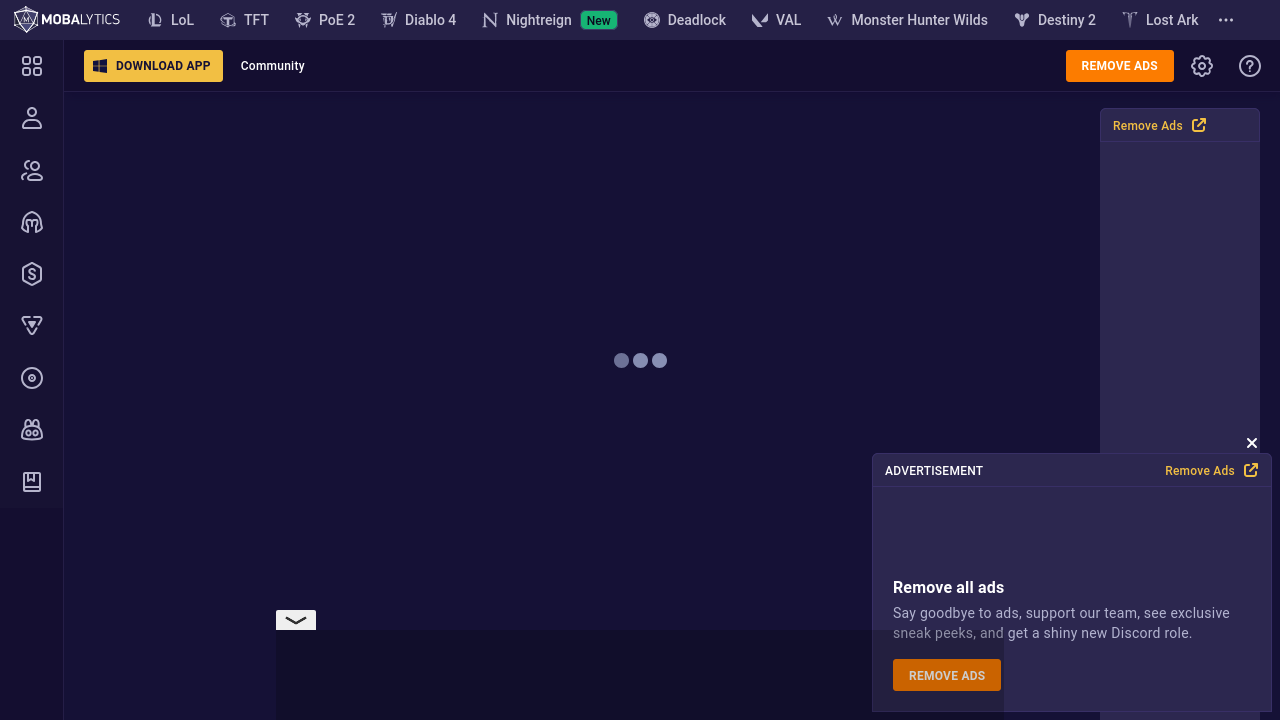 MOBALYTICS
LoL
TFT
PoE 2
Diablo 4
Nightreign
New
Deadlock
VAL
Monster Hunter Wilds
Destiny 2
Lost Ark
DOWNLOAD APP
Community
REMOVE ADS
Remove Ads
ADVERTISEMENT
Remove Ads
Remove all ads
Say goodbye to ads, support our team, see exclusive
sneak peeks, and get a shiny new Discord role.
REMOVE ADS